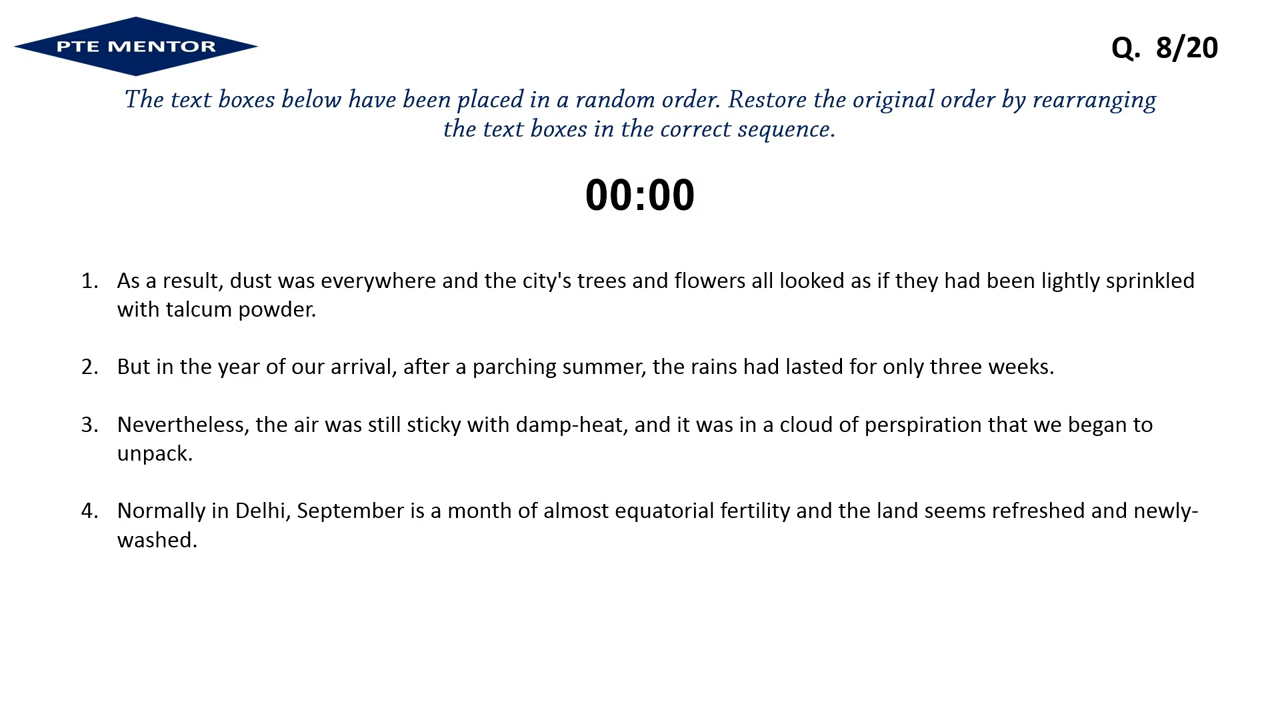 PTE MENTOR
Q. 8/20
The text boxes below have been placed in a random order. Restore the original order by rearranging
the text boxes in the correct sequence.
00:00
1. As a result, dust was everywhere and the city's trees and flowers all looked as if they had been lightly sprinkled
with talcum powder.
2. But in the year of our arrival, after a parching summer, the rains had lasted for only three weeks.
3. Nevertheless, the air was still sticky with damp-heat, and it was in a cloud of perspiration that we began to
unpack.
4. Normally in Delhi, September is a month of almost equatorial fertility and the land seems refreshed and newly-
washed.